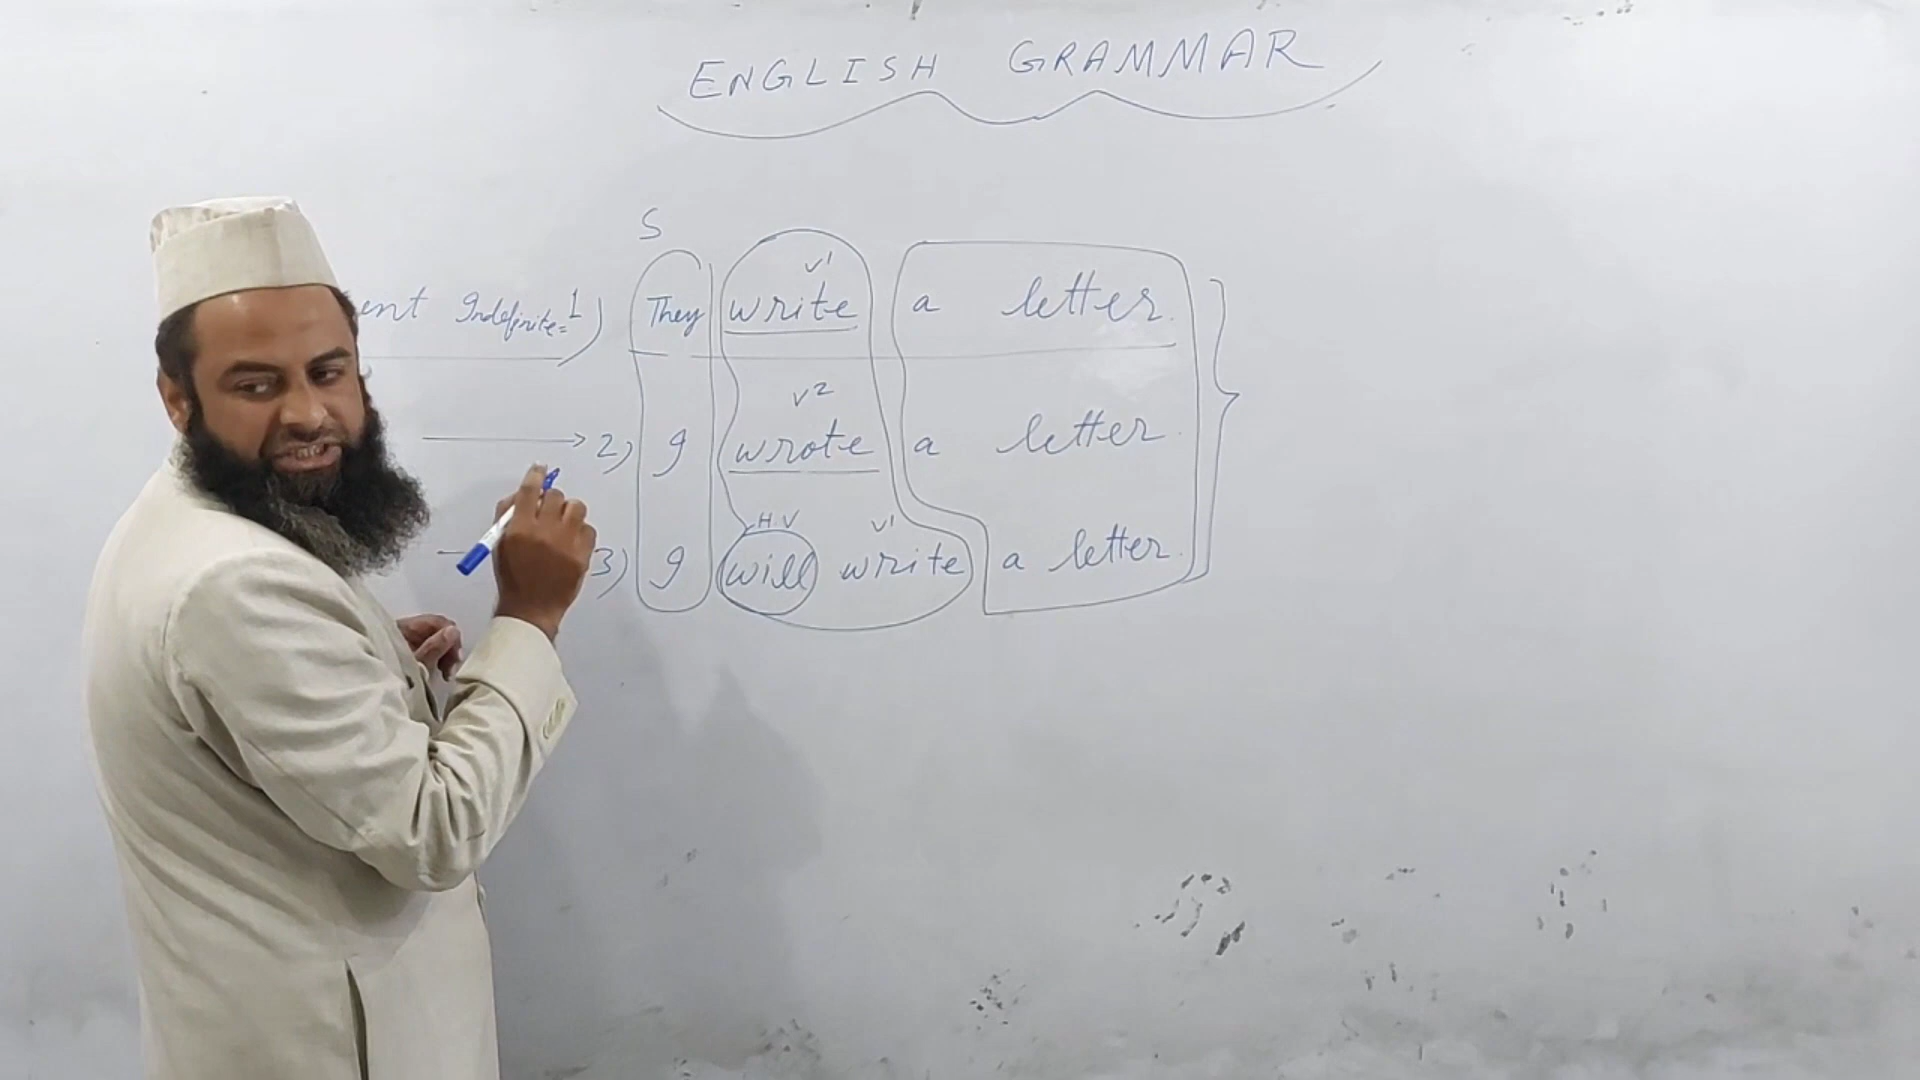 ENGLISH GRAMMAR
S
V1
ent Indefinite= 1) They write a letter.
V2
2) I wrote a letter.
H.V V1
3) I will write a letter.